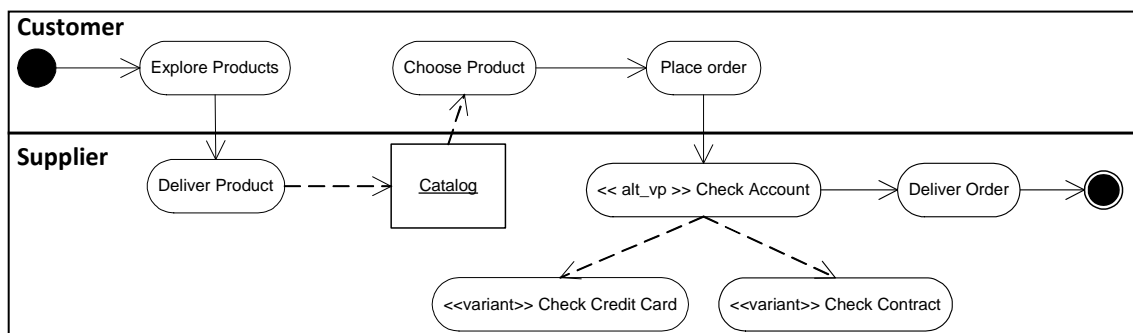 Customer
Explore Products
Choose Product
Place order
Supplier
Deliver Product
Catalog
<< alt_vp >> Check Account
Deliver Order
<<variant>> Check Credit Card
<<variant>> Check Contract